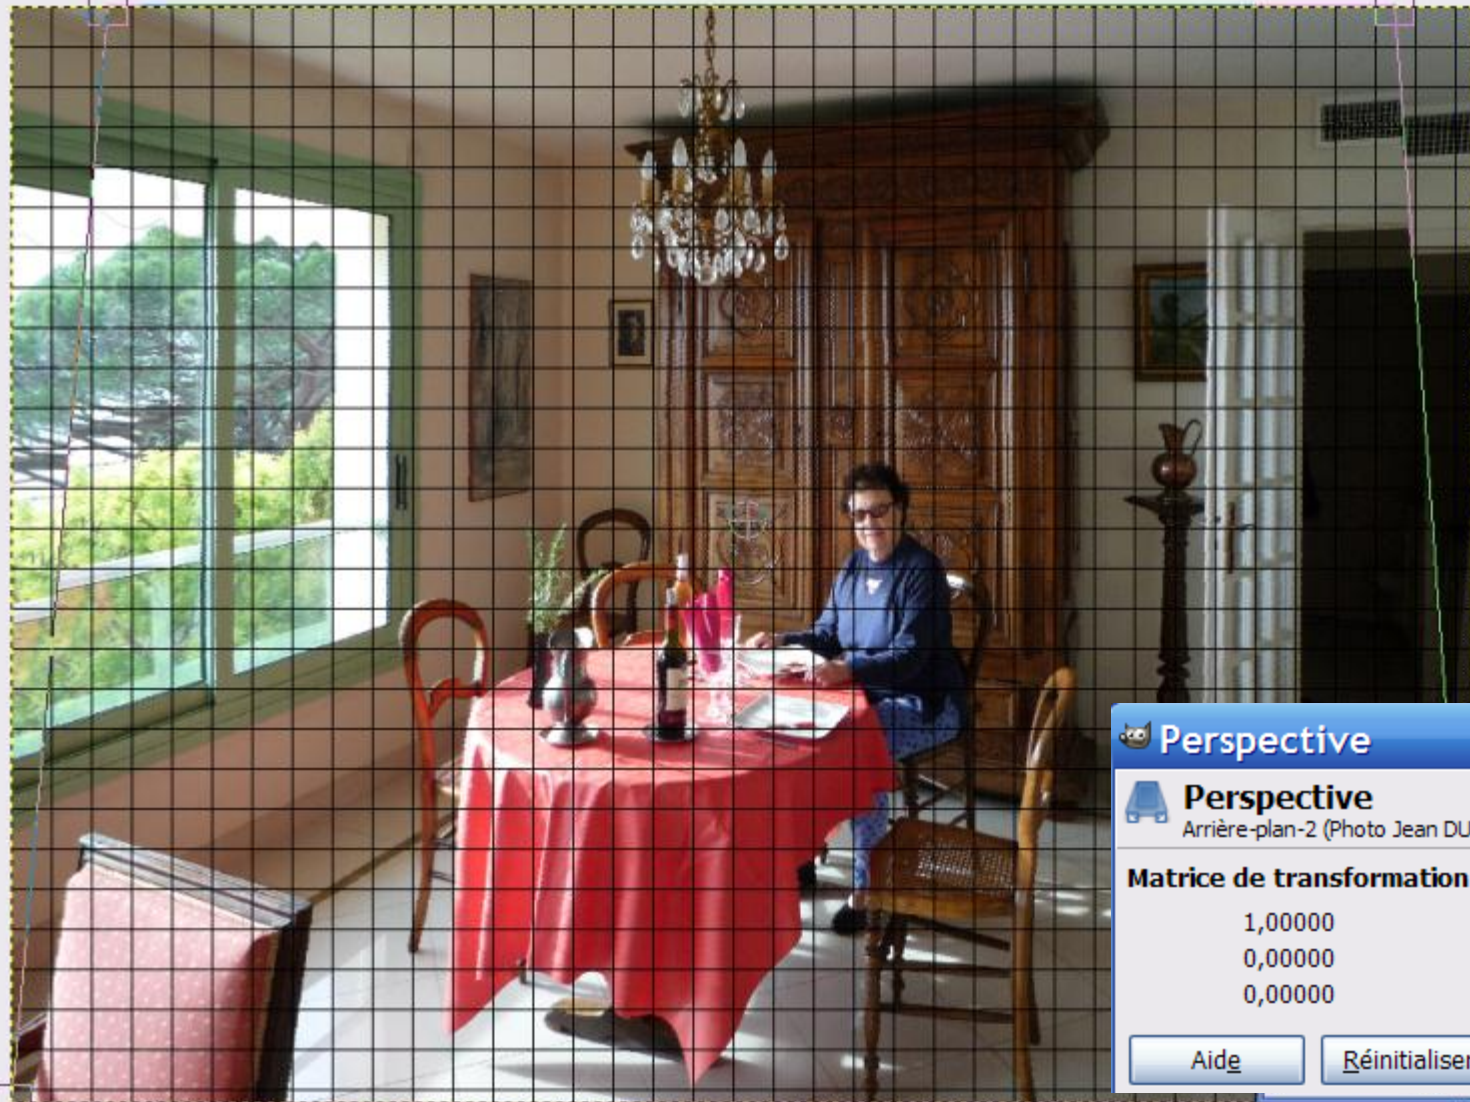 Perspective
Perspective
Arrière-plan-2 (Photo Jean DU
Matrice de transformation
1,00000
0,00000
0,00000
Aide
Réinitialiser